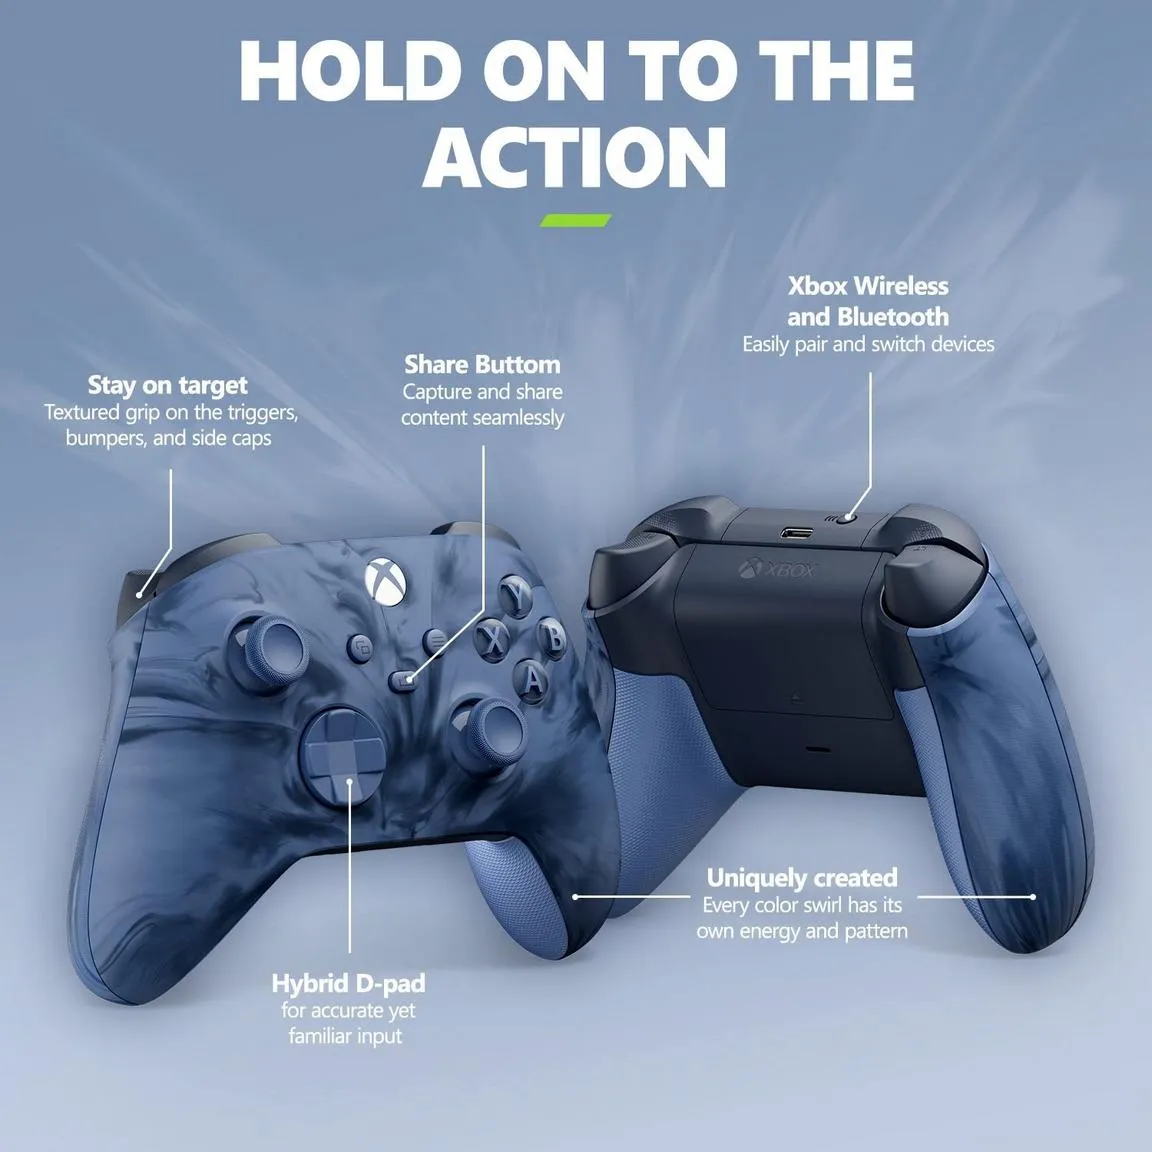 HOLD ON TO THE
ACTION
Xbox Wireless
and Bluetooth
Easily pair and switch devices
Share Buttom
Capture and share
content seamlessly
Stay on target
Textured grip on the triggers,
bumpers, and side caps
XBOX
Y
X
B
A
Uniquely created
Every color swirl has its
own energy and pattern
Hybrid D-pad
for accurate yet
familiar input